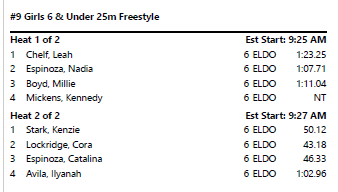 #9 Girls 6 & Under 25m Freestyle
Heat 1 of 2 Est Start: 9:25 AM
1 Chelf, Leah 6 ELDO 1:23.25
2 Espinoza, Nadia 6 ELDO 1:07.71
3 Boyd, Millie 6 ELDO 1:11.04
4 Mickens, Kennedy 6 ELDO NT
Heat 2 of 2 Est Start: 9:27 AM
1 Stark, Kenzie 6 ELDO 50.12
2 Lockridge, Cora 6 ELDO 43.18
3 Espinoza, Catalina 6 ELDO 46.33
4 Avila, Ilyanah 6 ELDO 1:02.96